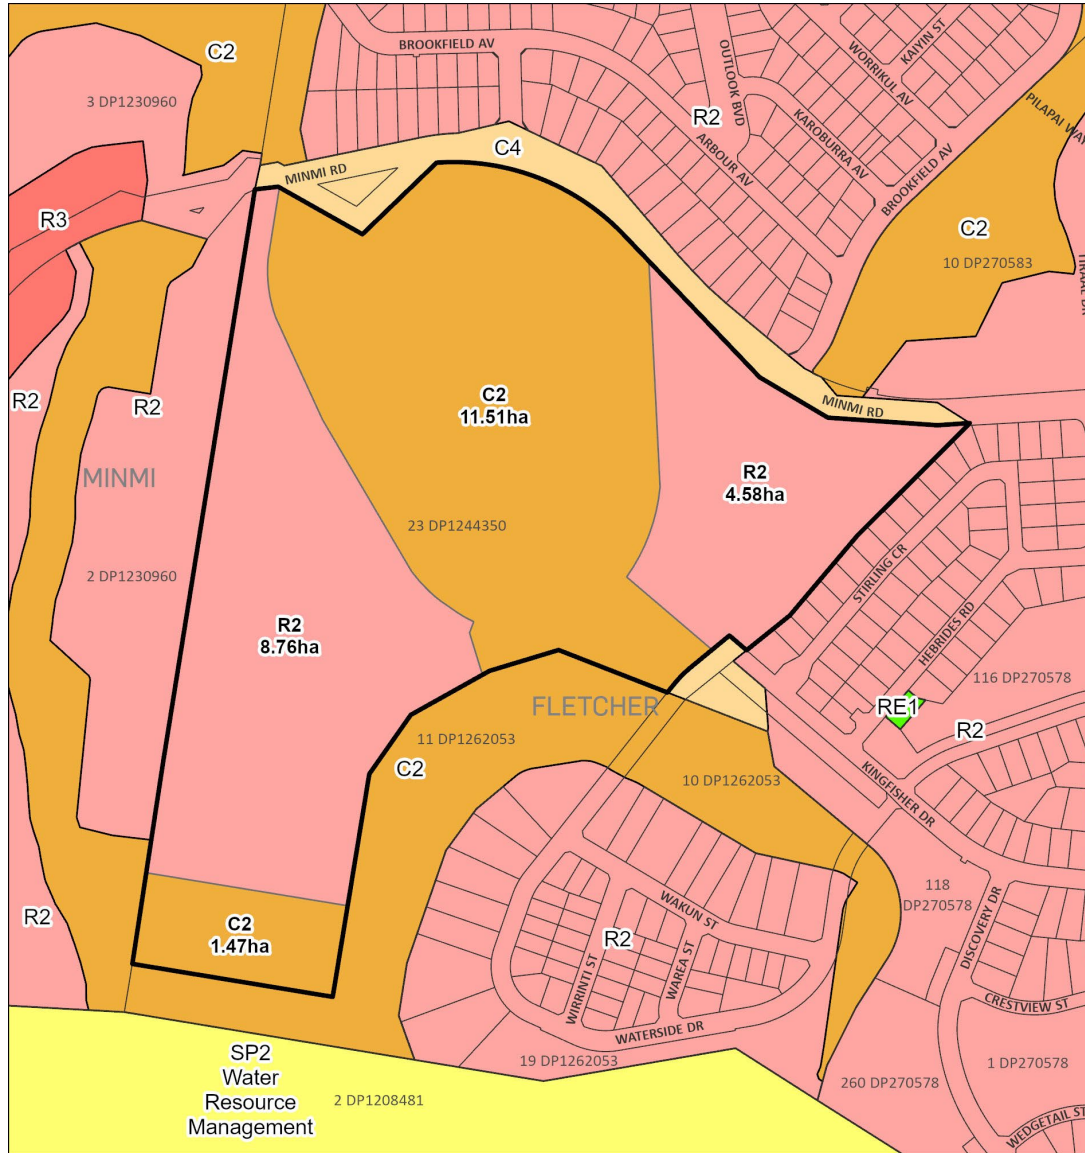 C2
BROOKFIELD AV
OUTLOOK BVD
WORRIKUL AV
KAIYIN ST
3 DP1230960
R2
KAROBURRA AV
PILAPAI WAY
C4
ARBOUR AV
MINMI RD
BROOKFIELD AV
R3
C2
10 DP270583
C2
11.51ha
R2
R2
MINMI RD
MINMI
R2
4.58ha
23 DP1244350
2 DP1230960
STIRLING CR
R2
8.76ha
HEBRIDES RD
116 DP270578
FLETCHER
RE1
R2
11 DP1262053
C2
10 DP1262053
KINGFISHER DR
118
DP270578
R2
C2
1.47ha
WAKUN ST
R2
WAREA ST
WIRRINTI ST
DISCOVERY DR
CRESTVIEW ST
WATERSIDE DR
SP2
Water
Resource
Management
2 DP1208481
19 DP1262053
260 DP270578
1 DP270578
WEDGETAIL ST